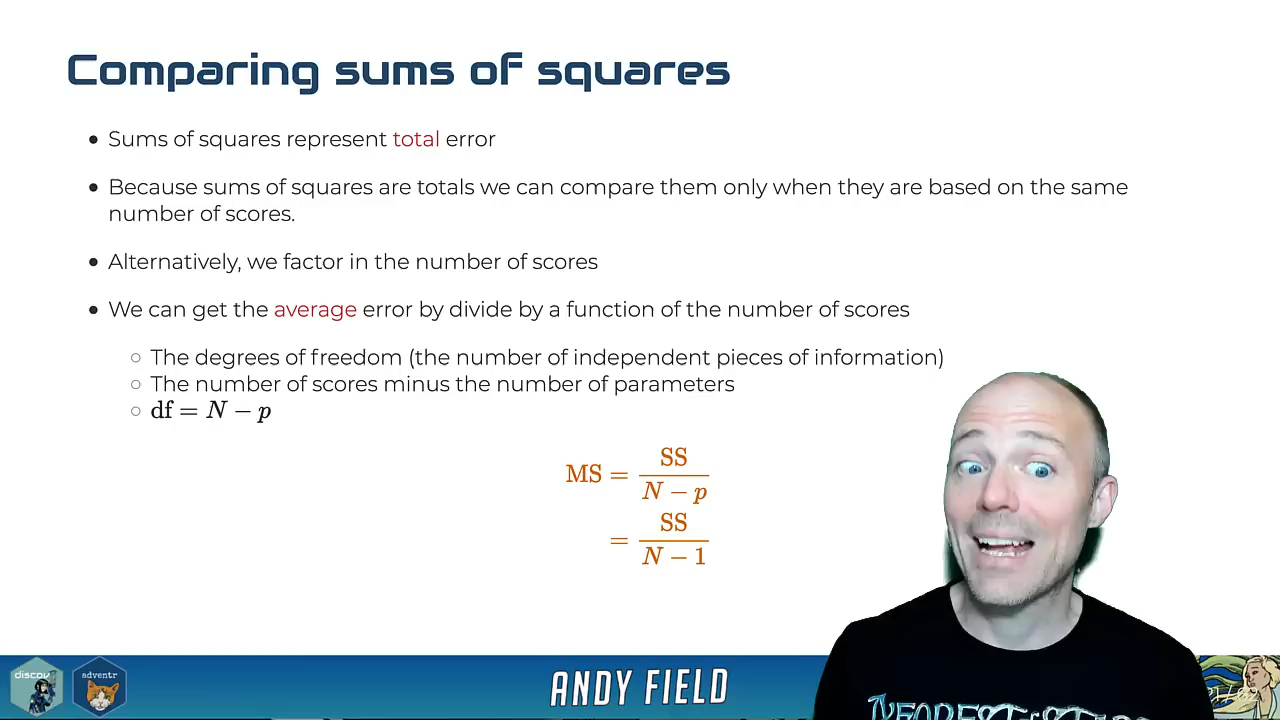 Comparing sums of squares
Sums of squares represent total error
Because sums of squares are totals we can compare them only when they are based on the same
number of scores.
Alternatively, we factor in the number of scores
We can get the average error by divide by a function of the number of scores
The degrees of freedom (the number of independent pieces of information)
The number of scores minus the number of parameters
df = N − p
MS = SS / N − p
= SS / N − 1
discov
adventr
ANDY FIELD